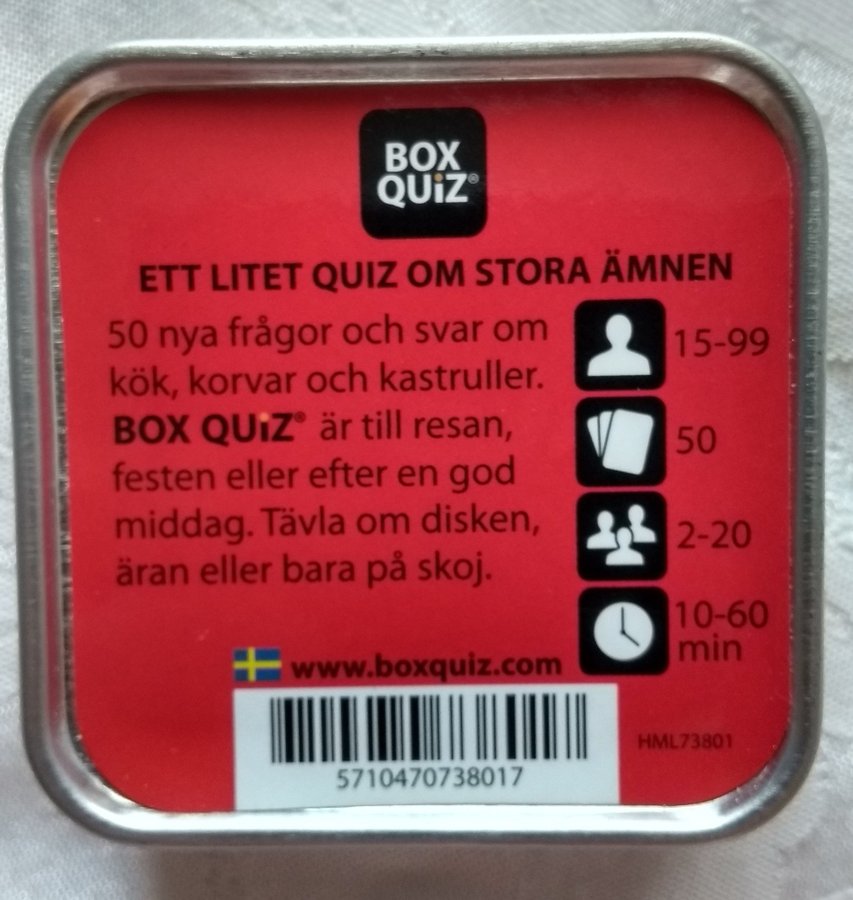 BOX
QUiZ®
ETT LITET QUIZ OM STORA ÄMNEN
50 nya frågor och svar om
kök, korvar och kastruller.
BOX QUiZ® är till resan,
festen eller efter en god
middag. Tävla om disken,
äran eller bara på skoj.
15-99
50
2-20
10-60
min
www.boxquiz.com
HML73801
5710470738017